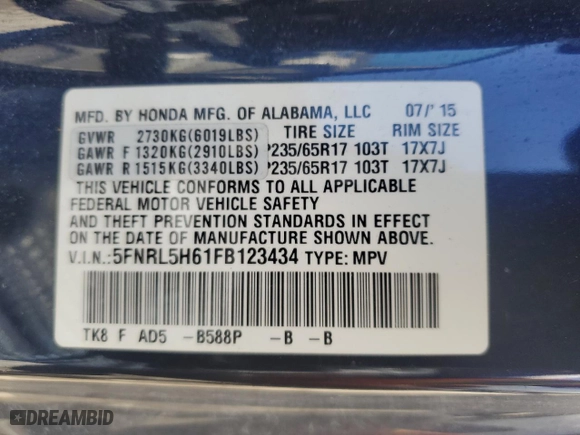 MFD. BY HONDA MFG. OF ALABAMA, LLC 07/'15
GVWR 2730KG(6019LBS) TIRE SIZE RIM SIZE
GAWR F 1320KG(2910LBS) P235/65R17 103T 17X7J
GAWR R 1515KG(3340LBS) P235/65R17 103T 17X7J
THIS VEHICLE CONFORMS TO ALL APPLICABLE
FEDERAL MOTOR VEHICLE SAFETY
AND THEFT PREVENTION STANDARDS IN EFFECT
ON THE DATE OF MANUFACTURE SHOWN ABOVE.
V.I.N.:5FNRL5H61FB123434 TYPE: MPV
TK8 F AD5 -B588P -B -B
DREAMBID